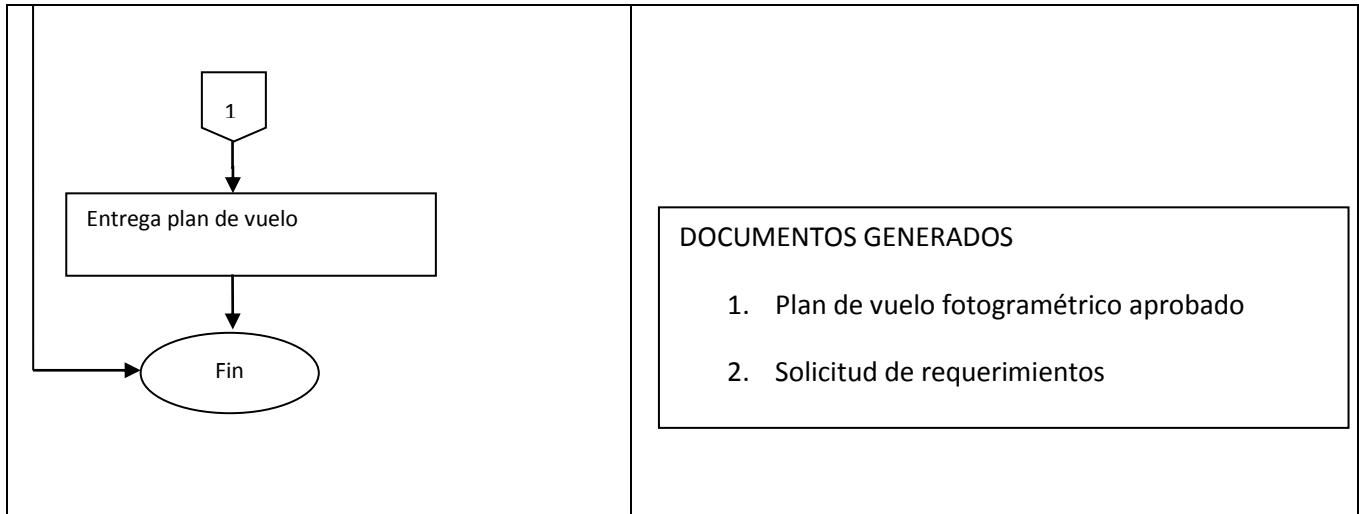 1
Entrega plan de vuelo
Fin
DOCUMENTOS GENERADOS
1. Plan de vuelo fotogramétrico aprobado
2. Solicitud de requerimientos